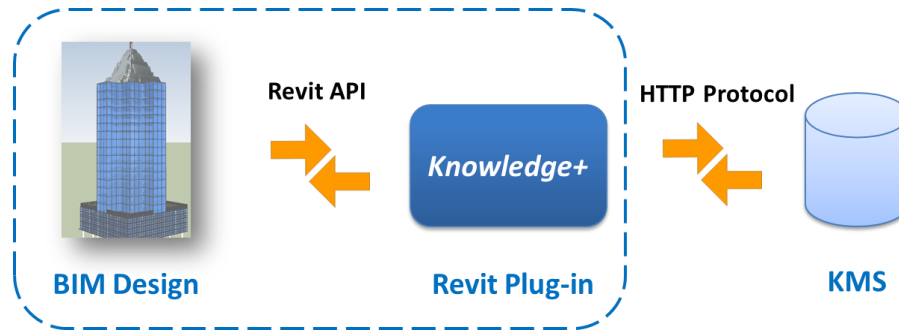 Revit API
HTTP Protocol
Knowledge+
BIM Design
Revit Plug-in
KMS